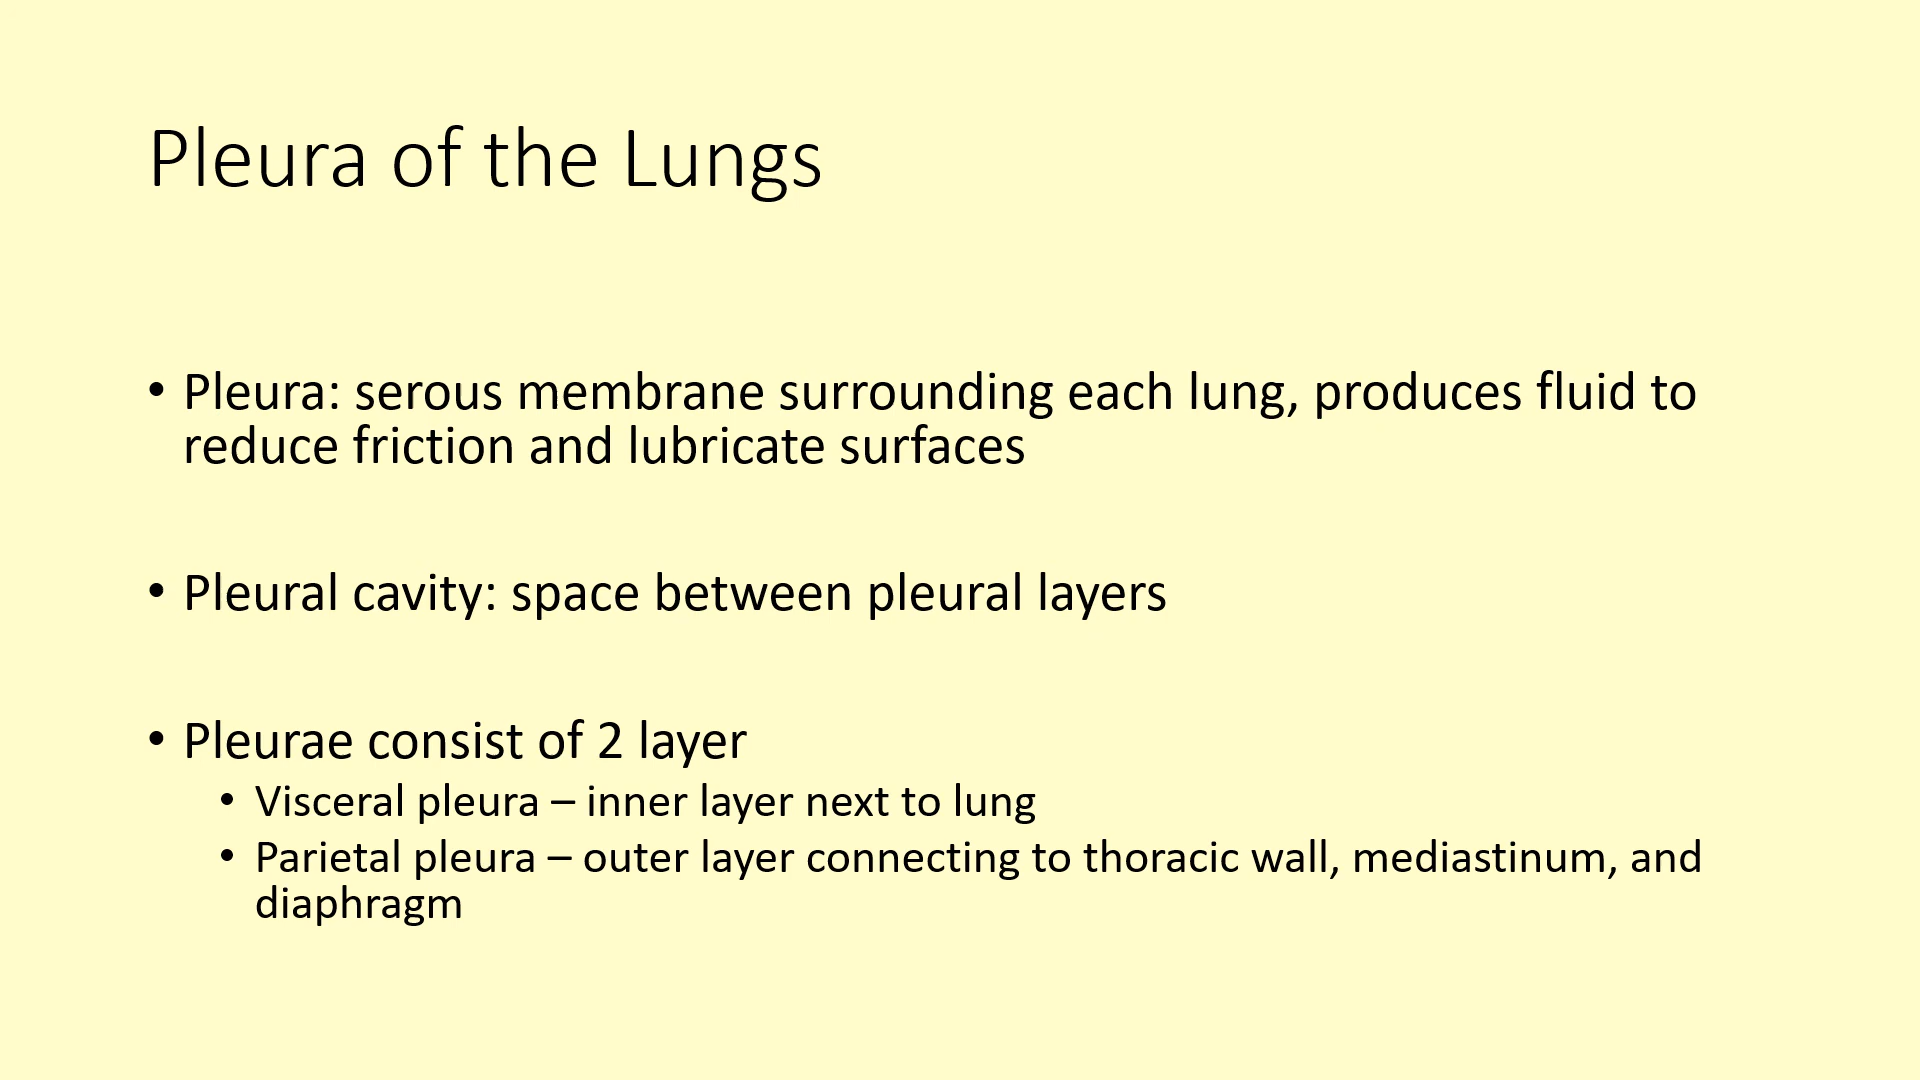 Pleura of the Lungs
• Pleura: serous membrane surrounding each lung, produces fluid to
reduce friction and lubricate surfaces
• Pleural cavity: space between pleural layers
• Pleurae consist of 2 layer
• Visceral pleura – inner layer next to lung
• Parietal pleura – outer layer connecting to thoracic wall, mediastinum, and
diaphragm